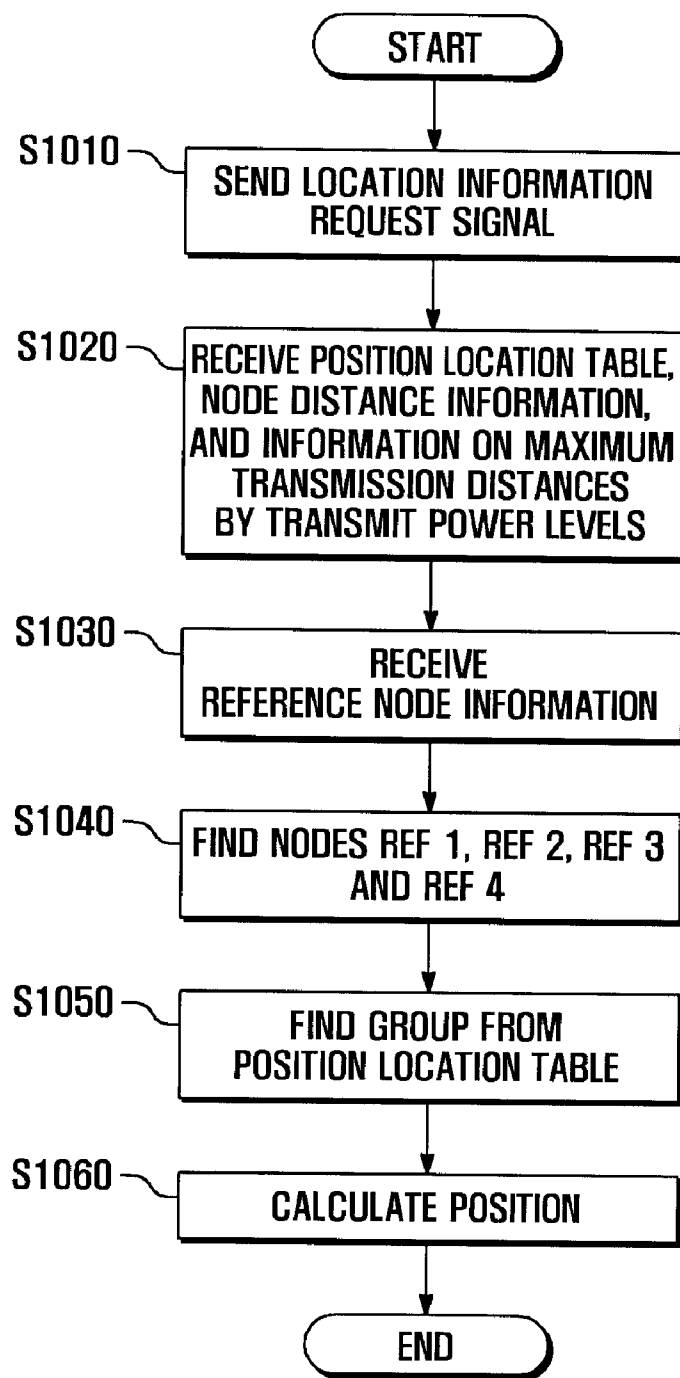 START
S1010
SEND LOCATION INFORMATION
REQUEST SIGNAL
S1020
RECEIVE POSITION LOCATION TABLE,
NODE DISTANCE INFORMATION,
AND INFORMATION ON MAXIMUM
TRANSMISSION DISTANCES
BY TRANSMIT POWER LEVELS
S1030
RECEIVE
REFERENCE NODE INFORMATION
S1040
FIND NODES REF 1, REF 2, REF 3
AND REF 4
S1050
FIND GROUP FROM
POSITION LOCATION TABLE
S1060
CALCULATE POSITION
END